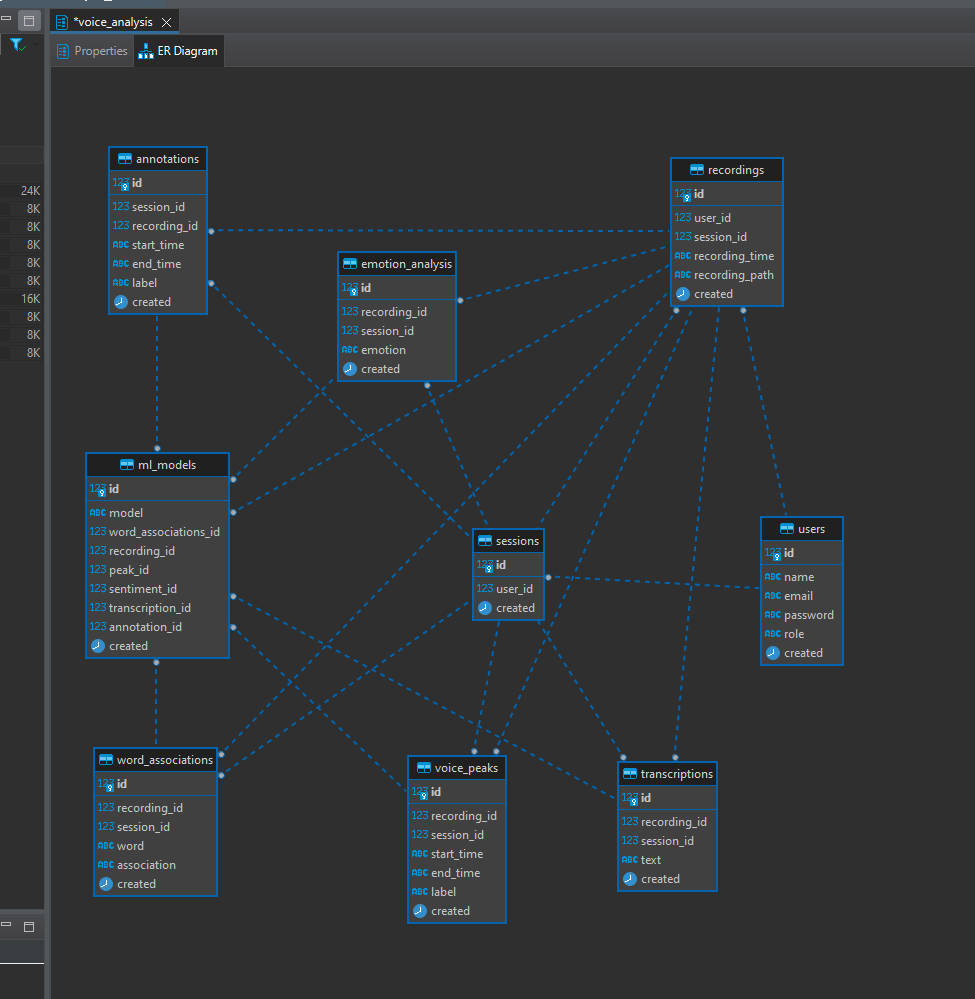 *voice_analysis
Properties
ER Diagram
24K
8K
8K
8K
8K
8K
16K
8K
8K
8K
annotations
123 id
123 session_id
123 recording_id
ABC start_time
ABC end_time
ABC label
created
recordings
123 id
123 user_id
123 session_id
ABC recording_time
ABC recording_path
created
emotion_analysis
123 id
123 recording_id
123 session_id
ABC emotion
created
ml_models
123 id
ABC model
123 word_associations_id
123 recording_id
123 peak_id
123 sentiment_id
123 transcription_id
123 annotation_id
created
sessions
123 id
123 user_id
created
users
123 id
ABC name
ABC email
ABC password
ABC role
created
word_associations
123 id
123 recording_id
123 session_id
ABC word
ABC association
created
voice_peaks
123 id
123 recording_id
123 session_id
ABC start_time
ABC end_time
ABC label
created
transcriptions
123 id
123 recording_id
123 session_id
ABC text
created